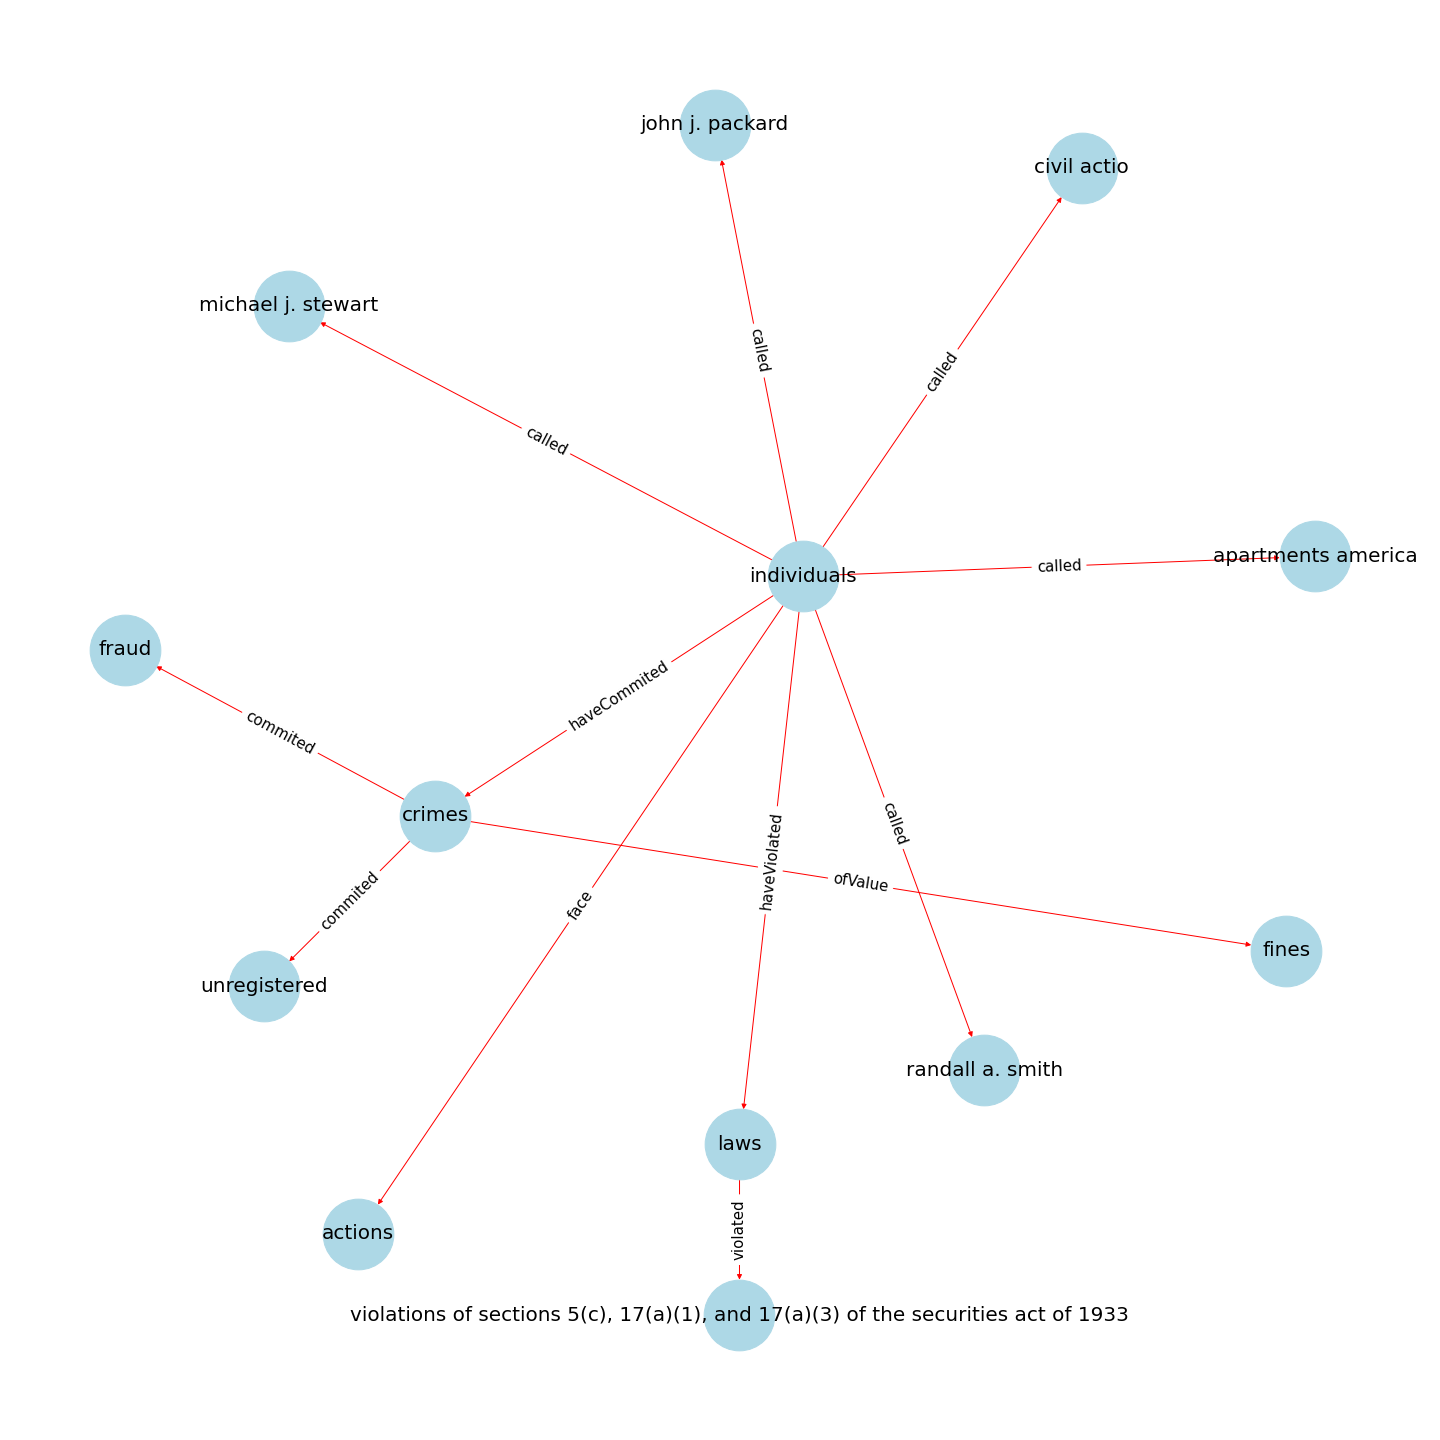 john j. packard
civil actio
michael j. stewart
called
called
called
apartments america
called
individuals
fraud
haveCommited
commited
crimes
called
haveViolated
ofValue
commited
face
fines
unregistered
randall a. smith
laws
violated
actions
violations of sections 5(c), 17(a)(1), and 17(a)(3) of the securities act of 1933